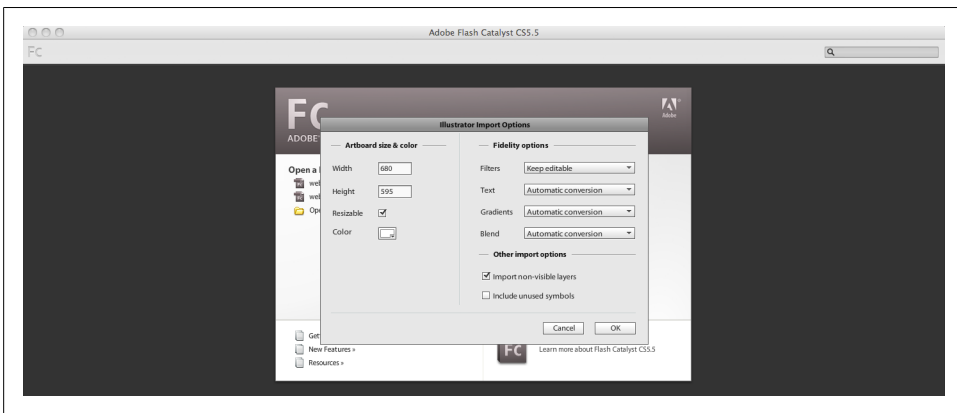 Adobe Flash Catalyst CS5.5
Fc
Fc
ADOBE
Adobe
Illustrator Import Options
Artboard size & color
Width 680
Height 595
Resizable
Color
Fidelity options
Filters Keep editable
Text Automatic conversion
Gradients Automatic conversion
Blend Automatic conversion
Other import options
Import non-visible layers
Include unused symbols
Cancel OK
Open a
web
web
Ope
Get
New Features »
Resources »
Fc
Learn more about Flash Catalyst CS5.5